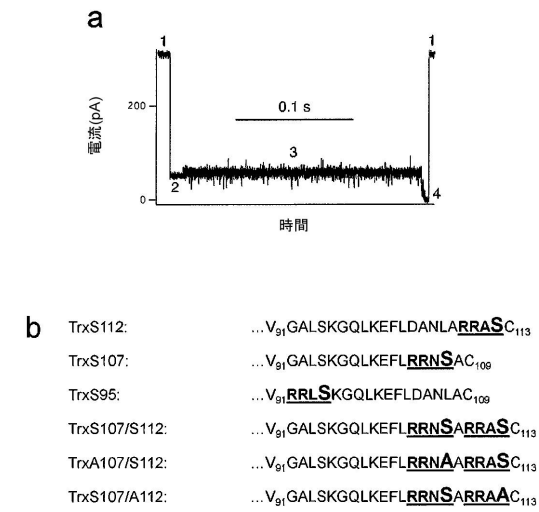 a
1
1
電流(pA)
200
0.1 s
3
2
4
0
時間
b
TrxS112: ...V₉₁GALSKGQLKEFLDANLARRASC₁₁₃
TrxS107: ...V₉₁GALSKGQLKEFLRRNSAC₁₀₉
TrxS95: ...V₉₁RRLSKGQLKEFLDANLAC₁₀₉
TrxS107/S112: ...V₉₁GALSKGQLKEFLRRNSARRASC₁₁₃
TrxA107/S112: ...V₉₁GALSKGQLKEFLRRNAARRASC₁₁₃
TrxS107/A112: ...V₉₁GALSKGQLKEFLRRNSARRAAC₁₁₃